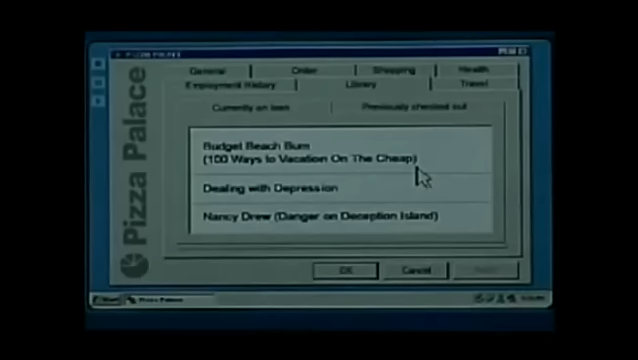 Pizza Palace
General Order Shopping Health
Employment History Library Travel
Currently on loan Previously checked out
Budget Beach Bum
(100 Ways to Vacation On The Cheap)
Dealing with Depression
Nancy Drew (Danger on Deception Island)
OK Cancel
Start Pizza Palace